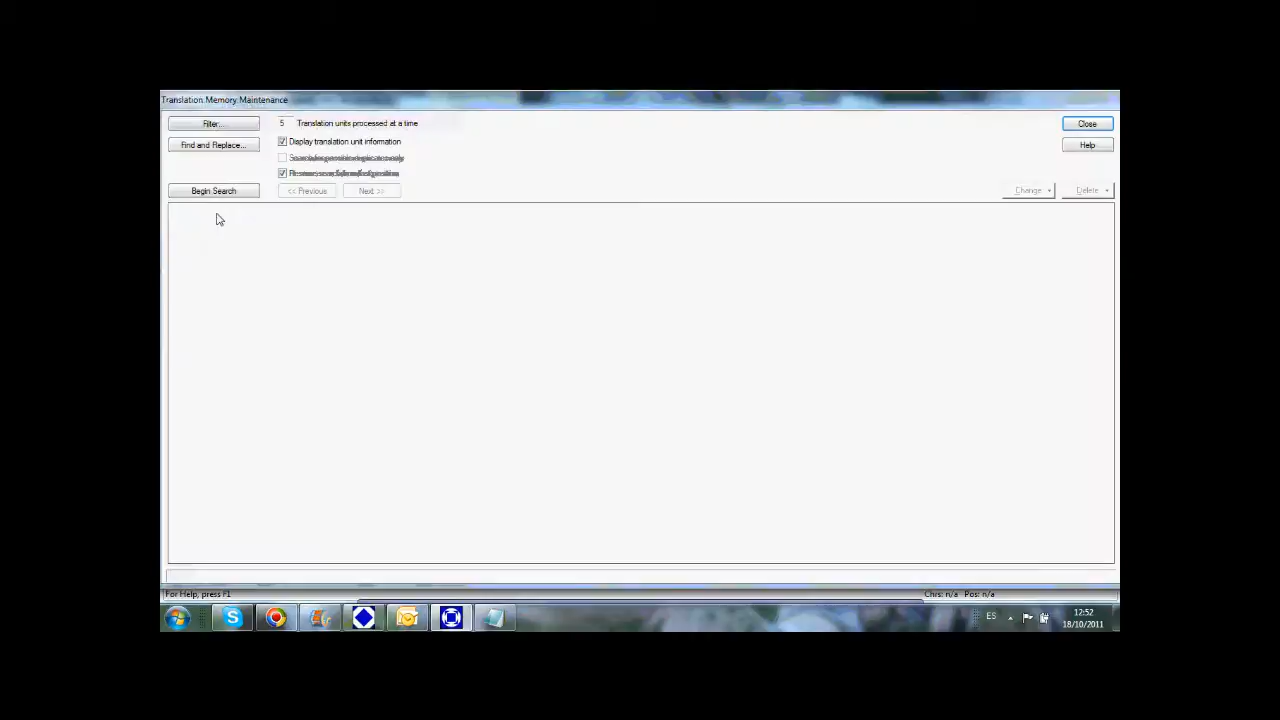 Translation Memory Maintenance
Filter...
5 Translation units processed at a time
Close
Find and Replace...
Display translation unit information
Help
Begin Search
<< Previous
Next >>
Change
Delete
For Help, press F1
Chrs: n/a Pos: n/a
ES
12:52
18/10/2011